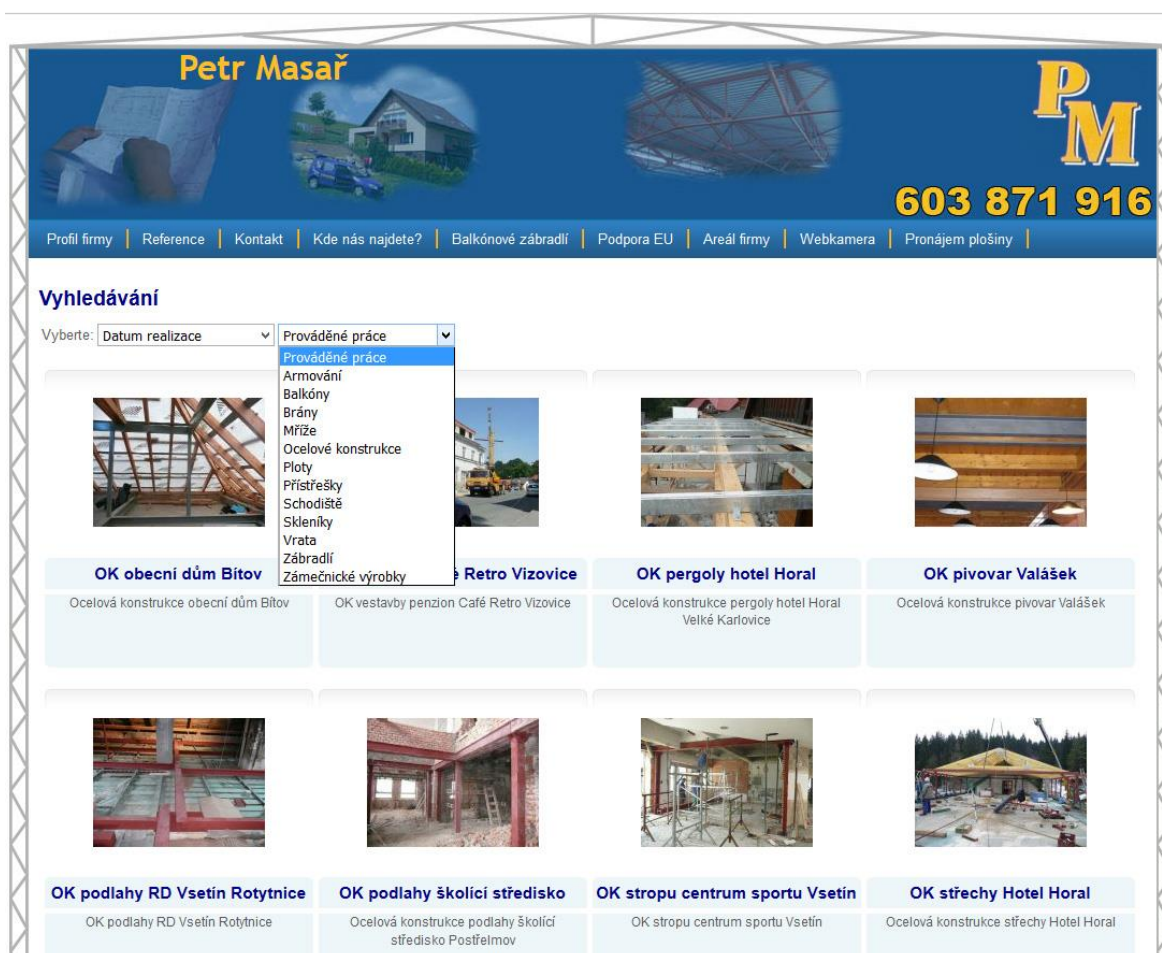 Petr Masař
PM
603 871 916
Profil firmy
Reference
Kontakt
Kde nás najdete?
Balkónové zábradlí
Podpora EU
Areál firmy
Webkamera
Pronájem plošiny
Vyhledávání
Vyberte:
Datum realizace
Prováděné práce
Prováděné práce
Armování
Balkóny
Brány
Mříže
Ocelové konstrukce
Ploty
Přístřešky
Schodiště
Skleníky
Vrata
Zábradlí
Zámečnické výrobky
OK obecní dům Bítov
Ocelová konstrukce obecní dům Bítov
Retro Vizovice
OK vestavby penzion Café Retro Vizovice
OK pergoly hotel Horal
Ocelová konstrukce pergoly hotel Horal
Velké Karlovice
OK pivovar Valášek
Ocelová konstrukce pivovar Valášek
OK podlahy RD Vsetín Rotytnice
OK podlahy RD Vsetín Rotytnice
OK podlahy školící středisko
Ocelová konstrukce podlahy školící
středisko Postřelmov
OK stropu centrum sportu Vsetín
OK stropu centrum sportu Vsetín
OK střechy Hotel Horal
Ocelová konstrukce střechy Hotel Horal